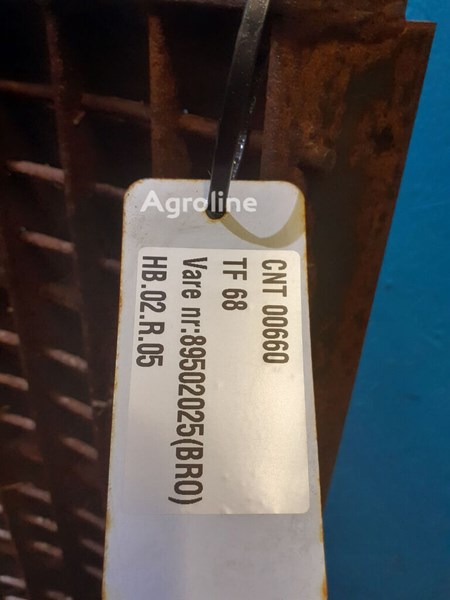 Agroline
CNT 00660
TF 68
Vare nr:89502025(BRO)
HB.02.R.05